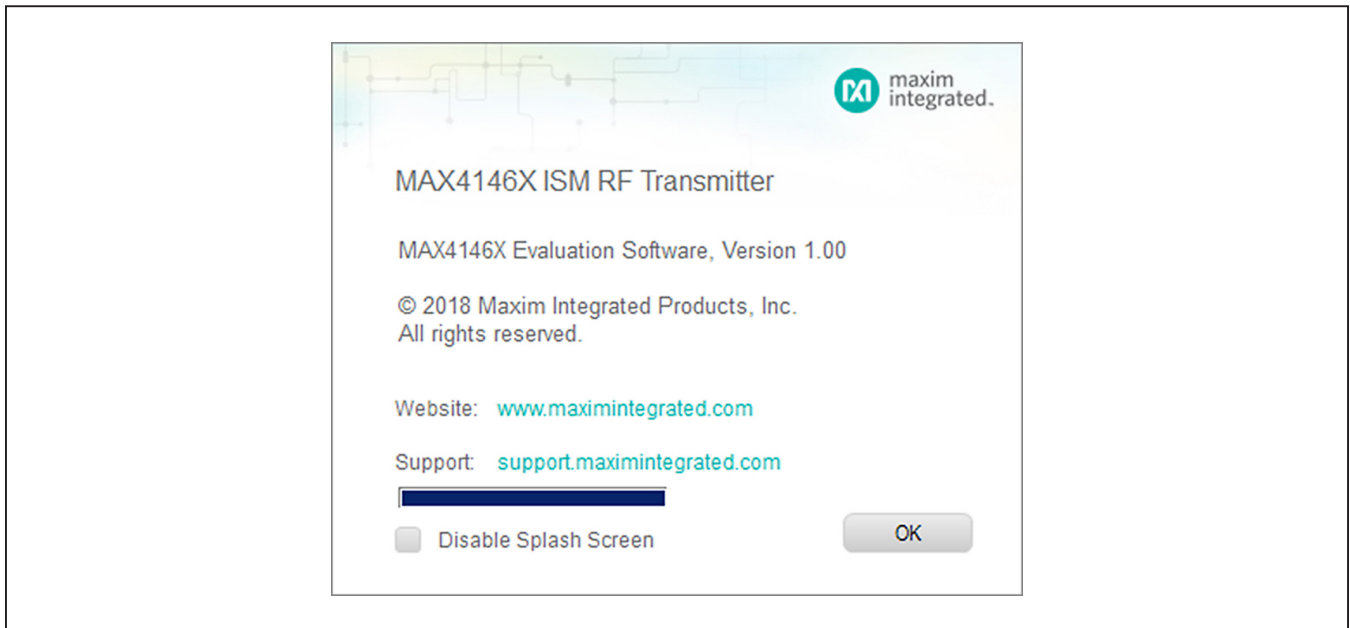 maxim
integrated™
MAX4146X ISM RF Transmitter
MAX4146X Evaluation Software, Version 1.00
© 2018 Maxim Integrated Products, Inc.
All rights reserved.
Website: www.maximintegrated.com
Support: support.maximintegrated.com
Disable Splash Screen
OK